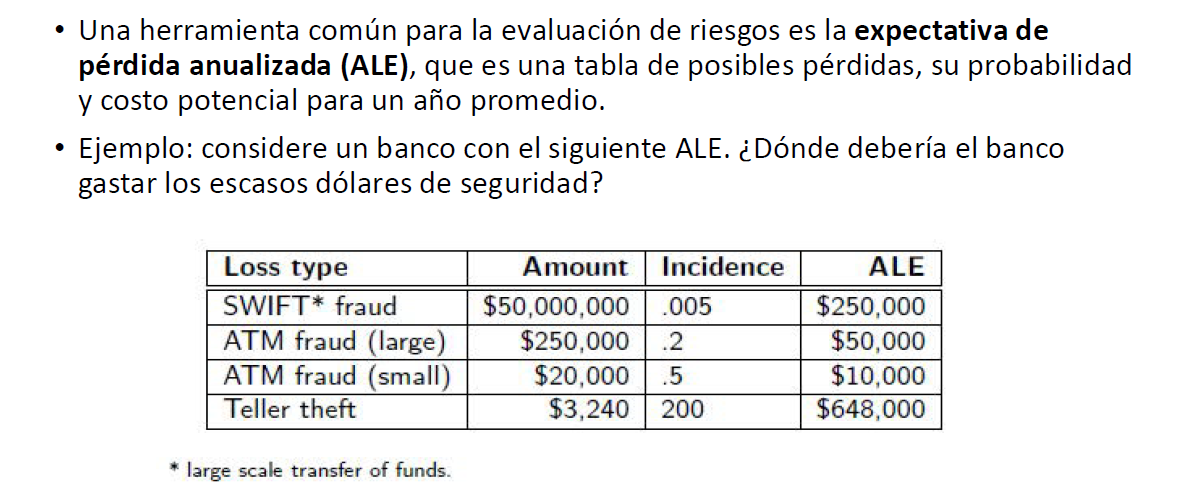 • Una herramienta común para la evaluación de riesgos es la expectativa de
pérdida anualizada (ALE), que es una tabla de posibles pérdidas, su probabilidad
y costo potencial para un año promedio.
• Ejemplo: considere un banco con el siguiente ALE. ¿Dónde debería el banco
gastar los escasos dólares de seguridad?
Loss type Amount Incidence ALE
SWIFT* fraud $50,000,000 .005 $250,000
ATM fraud (large) $250,000 .2 $50,000
ATM fraud (small) $20,000 .5 $10,000
Teller theft $3,240 200 $648,000
* large scale transfer of funds.